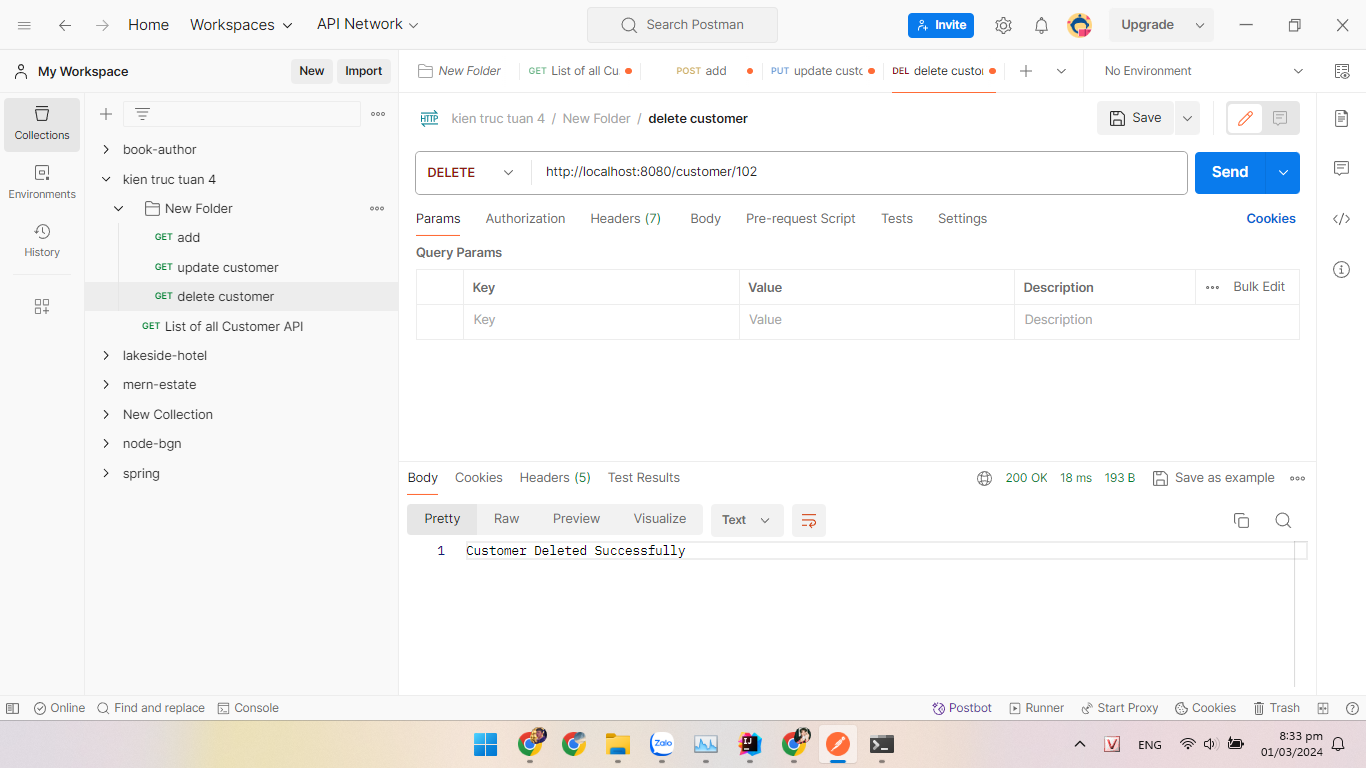 Home Workspaces API Network Search Postman Invite Upgrade
My Workspace New Import New Folder GET List of all Cu POST add PUT update custo DEL delete custo No Environment
Collections
Environments
History
book-author
kien truc tuan 4
New Folder
GET add
GET update customer
GET delete customer
GET List of all Customer API
lakeside-hotel
mern-estate
New Collection
node-bgn
spring
HTTP kien truc tuan 4 / New Folder / delete customer Save
DELETE http://localhost:8080/customer/102 Send
Params Authorization Headers (7) Body Pre-request Script Tests Settings Cookies
Query Params
Key Value Description Bulk Edit
Key Value Description
Body Cookies Headers (5) Test Results 200 OK 18 ms 193 B Save as example
Pretty Raw Preview Visualize Text
1 Customer Deleted Successfully
Online Find and replace Console Postbot Runner Start Proxy Cookies Trash
Zalo IJ V ENG 8:33 pm
01/03/2024